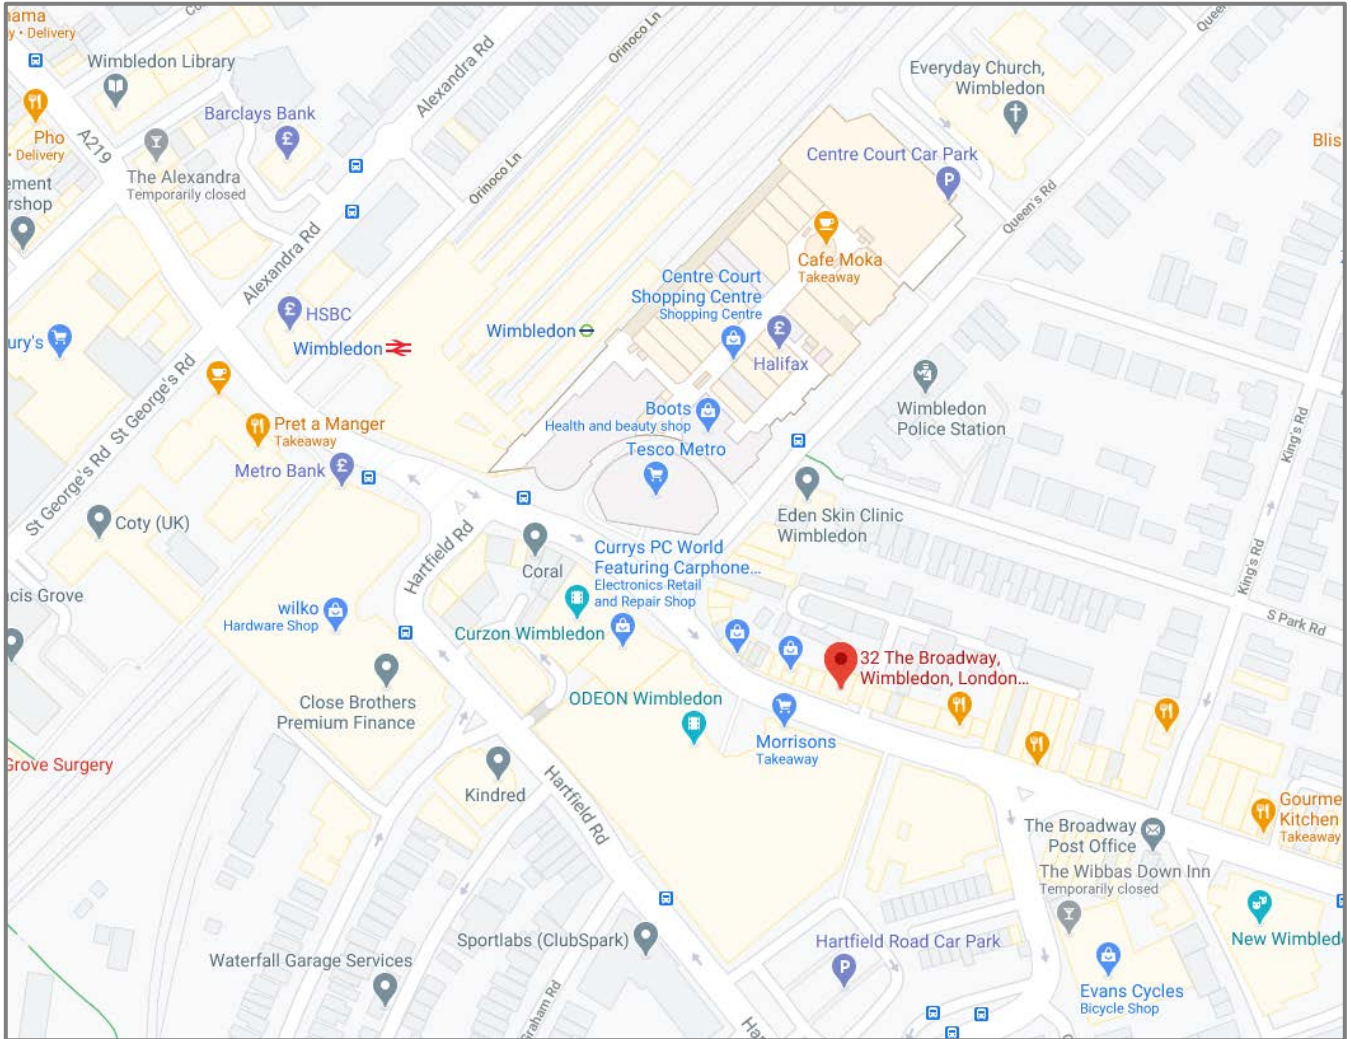 ama
y • Delivery
Co
Wimbledon Library
Barclays Bank
Alexandra Rd
Orinoco Ln
Queen's
Everyday Church,
Wimbledon
Pho
• Delivery
A219
The Alexandra
Temporarily closed
Orinoco Ln
Centre Court Car Park
Blis
ement
rshop
Alexandra Rd
Queen's Rd
Cafe Moka
Takeaway
Centre Court
Shopping Centre
Shopping Centre
HSBC
ury's
Wimbledon
Wimbledon
Halifax
St George's Rd
St George's Rd
Pret a Manger
Takeaway
Metro Bank
Boots
Health and beauty shop
Tesco Metro
Wimbledon
Police Station
King's Rd
Coty (UK)
Hartfield Rd
Coral
Eden Skin Clinic
Wimbledon
Currys PC World
Featuring Carphone...
Electronics Retail
and Repair Shop
King's Rd
ncis Grove
wilko
Hardware Shop
Curzon Wimbledon
S Park Rd
32 The Broadway,
Wimbledon, London...
Close Brothers
Premium Finance
ODEON Wimbledon
Morrisons
Takeaway
Grove Surgery
Kindred
Hartfield Rd
Gourme
Kitchen
Takeaway
The Broadway
Post Office
The Wibbas Down Inn
Temporarily closed
Sportlabs (ClubSpark)
Hartfield Road Car Park
New Wimbled
Waterfall Garage Services
Graham Rd
Evans Cycles
Bicycle Shop
Ha